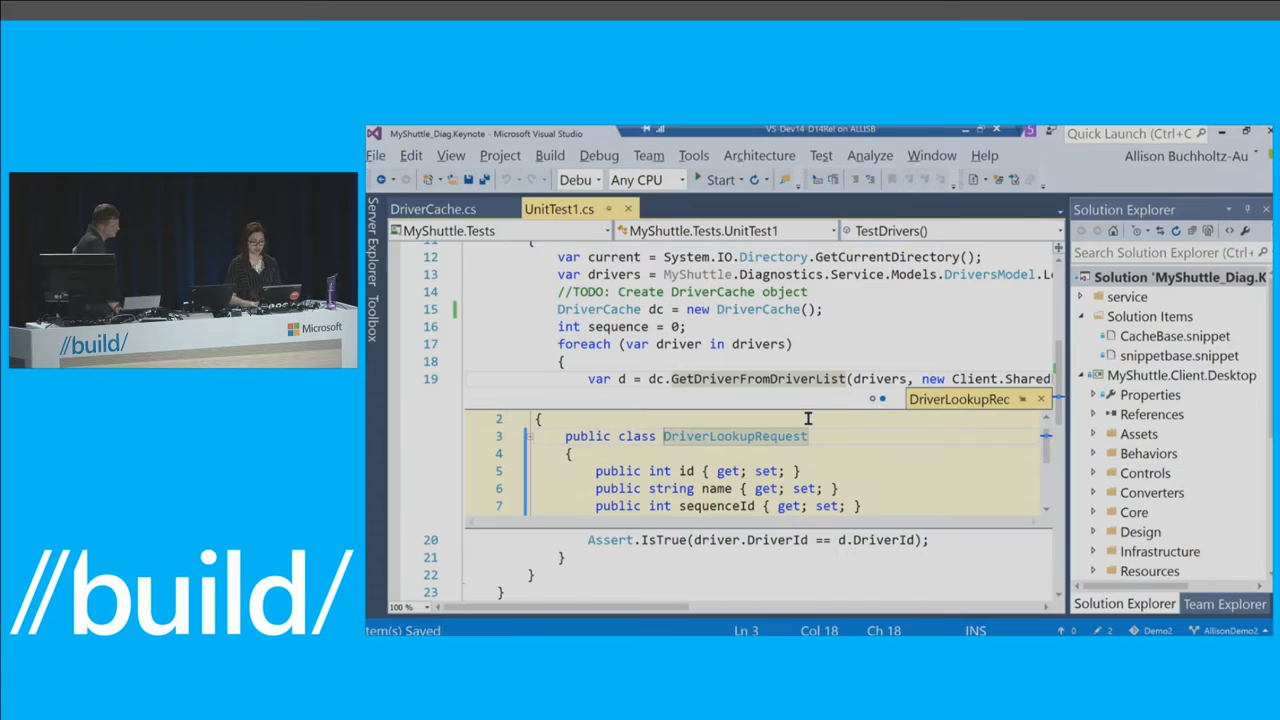 //build/
Microsoft
//build/
MyShuttle_Diag.Keynote - Microsoft Visual Studio
VS-Dev14-D14Rel on ALLISB
5
Quick Launch (Ctrl+C
File Edit View Project Build Debug Team Tools Architecture Test Analyze Window Help
Allison Buchholtz-Au
Debu Any CPU Start
Server Explorer
Toolbox
DriverCache.cs UnitTest1.cs
MyShuttle.Tests MyShuttle.Tests.UnitTest1 TestDrivers()
11 {
12 var current = System.IO.Directory.GetCurrentDirectory();
13 var drivers = MyShuttle.Diagnostics.Service.Models.DriversModel.Lo
14 //TODO: Create DriverCache object
15 DriverCache dc = new DriverCache();
16 int sequence = 0;
17 foreach (var driver in drivers)
18 {
19 var d = dc.GetDriverFromDriverList(drivers, new Client.Shared
DriverLookupRec
2 {
3 public class DriverLookupRequest
4 {
5 public int id { get; set; }
6 public string name { get; set; }
7 public int sequenceId { get; set; }
20 Assert.IsTrue(driver.DriverId == d.DriverId);
21 }
22 }
23 }
100 %
Solution Explorer
Search Solution Explorer (C
Solution 'MyShuttle_Diag.K
service
Solution Items
CacheBase.snippet
snippetbase.snippet
MyShuttle.Client.Desktop
Properties
References
Assets
Behaviors
Controls
Converters
Core
Design
Infrastructure
Resources
Solution Explorer Team Explorer
tem(s) Saved Ln 3 Col 18 Ch 18 INS 0 2 Demo2 AllisonDemo2